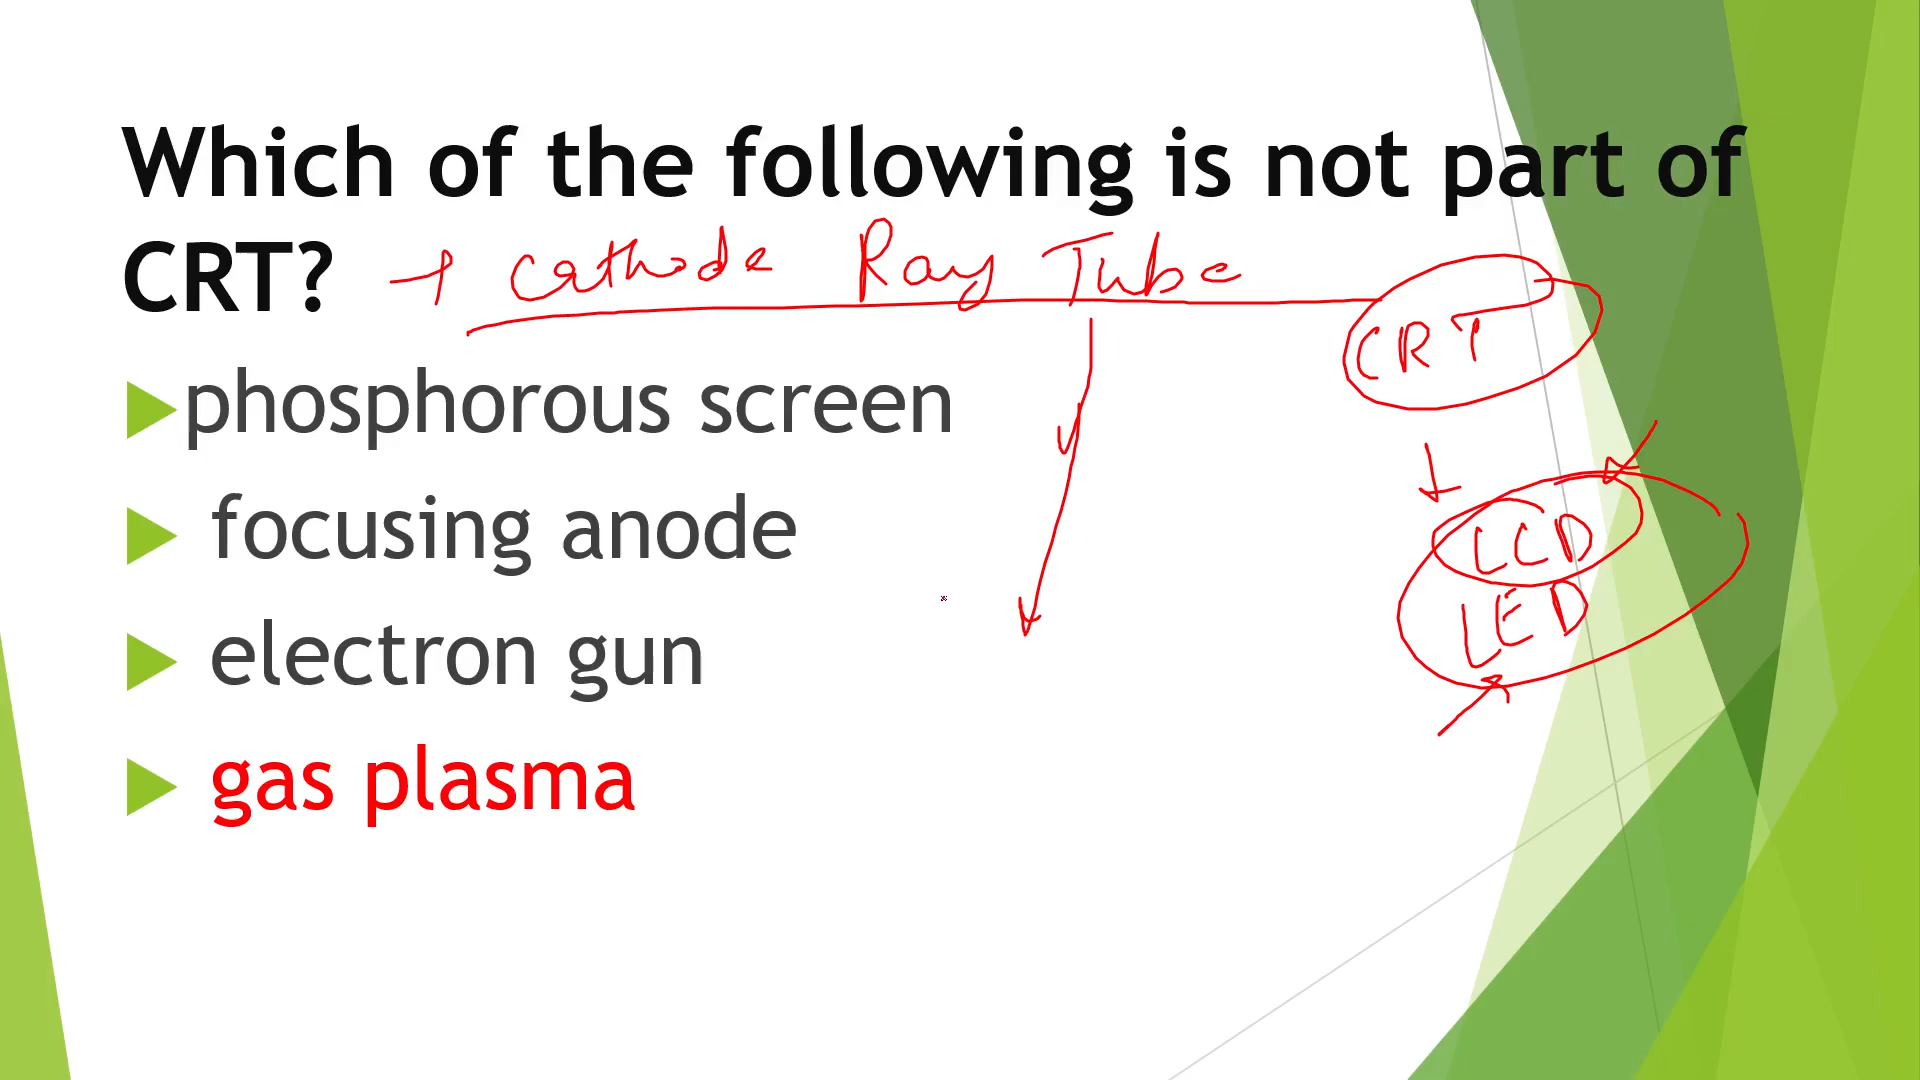 Which of the following is not part of
CRT? → Cathode Ray Tube
CRT
phosphorous screen
focusing anode
LCD
LED
electron gun
gas plasma